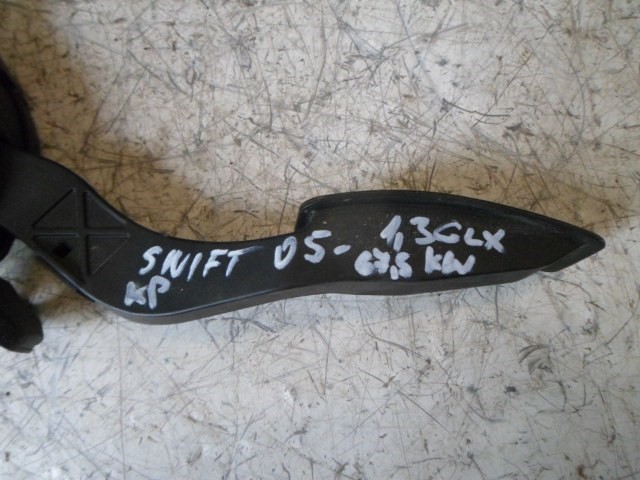 SWIFT 05- 1,3GLX
KP 67,5 KW